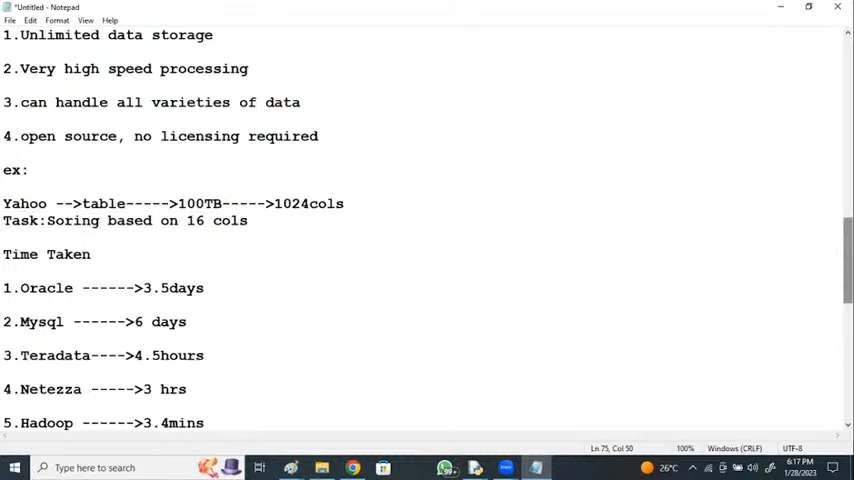 *Untitled - Notepad
File Edit Format View Help
1.Unlimited data storage
2.Very high speed processing
3.can handle all varieties of data
4.open source, no licensing required
ex:
Yahoo -->table----->100TB----->1024cols
Task:Soring based on 16 cols
Time Taken
1.Oracle ------>3.5days
2.Mysql ------>6 days
3.Teradata---->4.5hours
4.Netezza ----->3 hrs
5.Hadoop ------>3.4mins
Ln 75, Col 50 100% Windows (CRLF) UTF-8
Type here to search 99+ 26°C 6:17 PM
1/28/2023